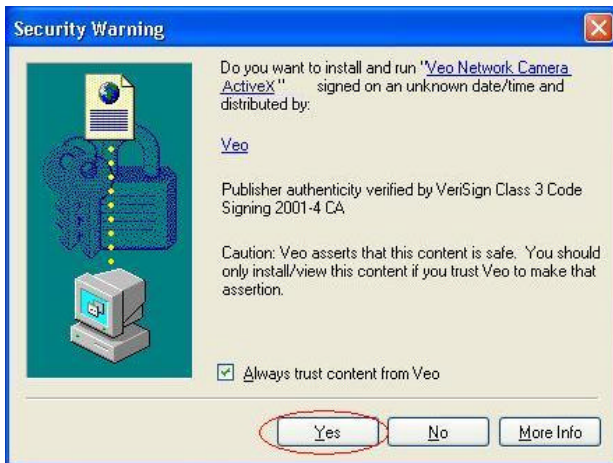 Security Warning
Do you want to install and run "Veo Network Camera
ActiveX" signed on an unknown date/time and
distributed by:
Veo
Publisher authenticity verified by VeriSign Class 3 Code
Signing 2001-4 CA
Caution: Veo asserts that this content is safe. You should
only install/view this content if you trust Veo to make that
assertion.
Always trust content from Veo
Yes No More Info